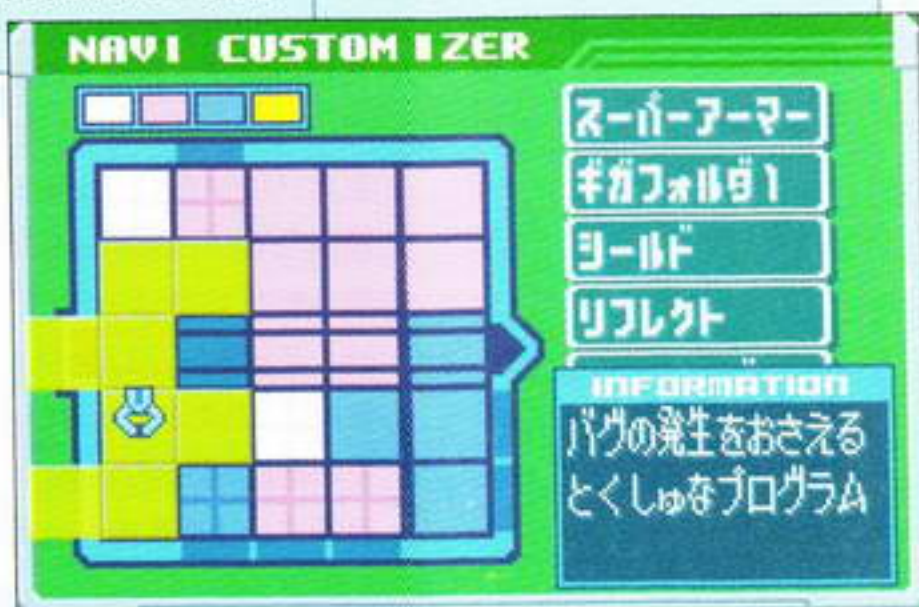 NAVI CUSTOMIZER
スーパーアーマー
ギガフォルダ1
シールド
リフレクト
INFORMATION
バグの発生をおさえる
とくしゅなプログラム